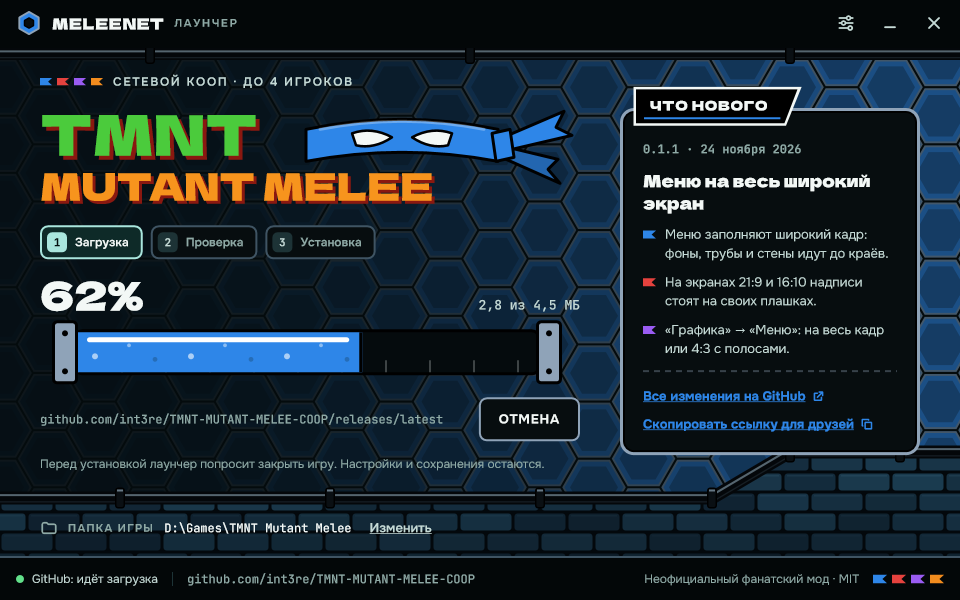 MELEENET ЛАУНЧЕР
СЕТЕВОЙ КООП · ДО 4 ИГРОКОВ
TMNT
MUTANT MELEE
1 Загрузка
2 Проверка
3 Установка
62%
2,8 из 4,5 МБ
github.com/int3re/TMNT-MUTANT-MELEE-COOP/releases/latest
ОТМЕНА
Перед установкой лаунчер попросит закрыть игру. Настройки и сохранения остаются.
ПАПКА ИГРЫ D:\Games\TMNT Mutant Melee Изменить
ЧТО НОВОГО
0.1.1 · 24 ноября 2026
Меню на весь широкий
экран
Меню заполняют широкий кадр:
фоны, трубы и стены идут до краёв.
На экранах 21:9 и 16:10 надписи
стоят на своих плашках.
«Графика» → «Меню»: на весь кадр
или 4:3 с полосами.
Все изменения на GitHub
Скопировать ссылку для друзей
GitHub: идёт загрузка
github.com/int3re/TMNT-MUTANT-MELEE-COOP
Неофициальный фанатский мод · MIT